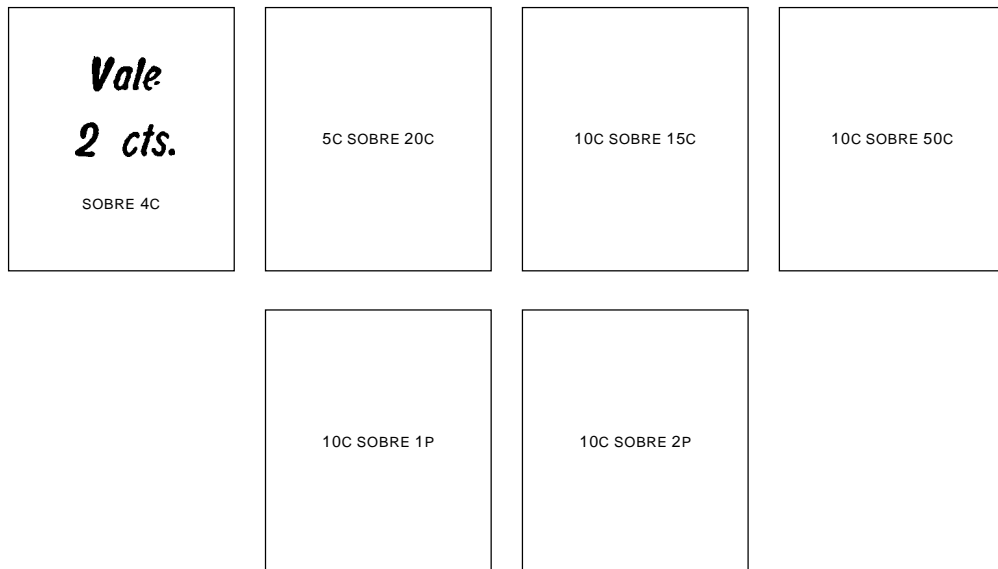 Vale
2 cts.
SOBRE 4C
5C SOBRE 20C
10C SOBRE 15C
10C SOBRE 50C
10C SOBRE 1P
10C SOBRE 2P